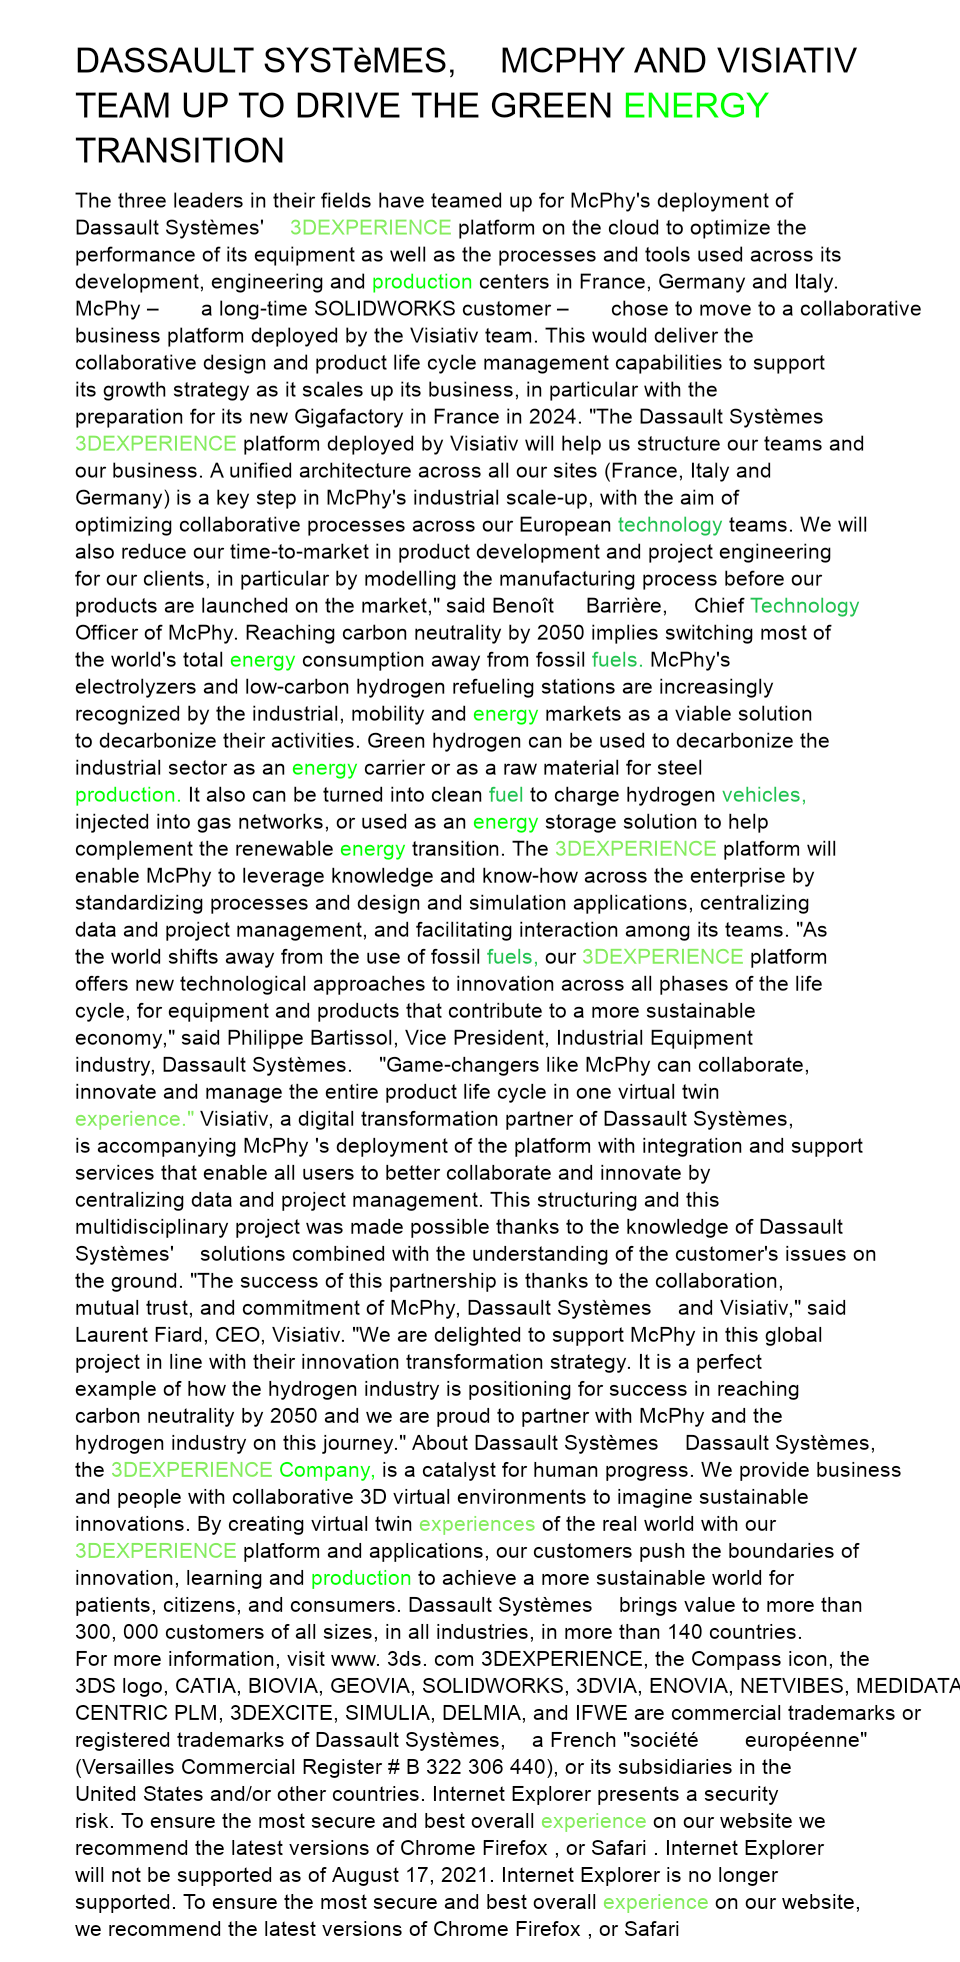 DASSAULT SYSTèMES, MCPHY AND VISIATIV
TEAM UP TO DRIVE THE GREEN ENERGY
TRANSITION
The three leaders in their fields have teamed up for McPhy's deployment of
Dassault Systèmes' 3DEXPERIENCE platform on the cloud to optimize the
performance of its equipment as well as the processes and tools used across its
development, engineering and production centers in France, Germany and Italy.
McPhy – a long-time SOLIDWORKS customer – chose to move to a collaborative
business platform deployed by the Visiativ team. This would deliver the
collaborative design and product life cycle management capabilities to support
its growth strategy as it scales up its business, in particular with the
preparation for its new Gigafactory in France in 2024. "The Dassault Systèmes
3DEXPERIENCE platform deployed by Visiativ will help us structure our teams and
our business. A unified architecture across all our sites (France, Italy and
Germany) is a key step in McPhy's industrial scale-up, with the aim of
optimizing collaborative processes across our European technology teams. We will
also reduce our time-to-market in product development and project engineering
for our clients, in particular by modelling the manufacturing process before our
products are launched on the market," said Benoît Barrière, Chief Technology
Officer of McPhy. Reaching carbon neutrality by 2050 implies switching most of
the world's total energy consumption away from fossil fuels. McPhy's
electrolyzers and low-carbon hydrogen refueling stations are increasingly
recognized by the industrial, mobility and energy markets as a viable solution
to decarbonize their activities. Green hydrogen can be used to decarbonize the
industrial sector as an energy carrier or as a raw material for steel
production. It also can be turned into clean fuel to charge hydrogen vehicles,
injected into gas networks, or used as an energy storage solution to help
complement the renewable energy transition. The 3DEXPERIENCE platform will
enable McPhy to leverage knowledge and know-how across the enterprise by
standardizing processes and design and simulation applications, centralizing
data and project management, and facilitating interaction among its teams. "As
the world shifts away from the use of fossil fuels, our 3DEXPERIENCE platform
offers new technological approaches to innovation across all phases of the life
cycle, for equipment and products that contribute to a more sustainable
economy," said Philippe Bartissol, Vice President, Industrial Equipment
industry, Dassault Systèmes. "Game-changers like McPhy can collaborate,
innovate and manage the entire product life cycle in one virtual twin
experience." Visiativ, a digital transformation partner of Dassault Systèmes,
is accompanying McPhy 's deployment of the platform with integration and support
services that enable all users to better collaborate and innovate by
centralizing data and project management. This structuring and this
multidisciplinary project was made possible thanks to the knowledge of Dassault
Systèmes' solutions combined with the understanding of the customer's issues on
the ground. "The success of this partnership is thanks to the collaboration,
mutual trust, and commitment of McPhy, Dassault Systèmes and Visiativ," said
Laurent Fiard, CEO, Visiativ. "We are delighted to support McPhy in this global
project in line with their innovation transformation strategy. It is a perfect
example of how the hydrogen industry is positioning for success in reaching
carbon neutrality by 2050 and we are proud to partner with McPhy and the
hydrogen industry on this journey." About Dassault Systèmes Dassault Systèmes,
the 3DEXPERIENCE Company, is a catalyst for human progress. We provide business
and people with collaborative 3D virtual environments to imagine sustainable
innovations. By creating virtual twin experiences of the real world with our
3DEXPERIENCE platform and applications, our customers push the boundaries of
innovation, learning and production to achieve a more sustainable world for
patients, citizens, and consumers. Dassault Systèmes brings value to more than
300, 000 customers of all sizes, in all industries, in more than 140 countries.
For more information, visit www. 3ds. com 3DEXPERIENCE, the Compass icon, the
3DS logo, CATIA, BIOVIA, GEOVIA, SOLIDWORKS, 3DVIA, ENOVIA, NETVIBES, MEDIDATA
CENTRIC PLM, 3DEXCITE, SIMULIA, DELMIA, and IFWE are commercial trademarks or
registered trademarks of Dassault Systèmes, a French "société européenne"
(Versailles Commercial Register # B 322 306 440), or its subsidiaries in the
United States and/or other countries. Internet Explorer presents a security
risk. To ensure the most secure and best overall experience on our website we
recommend the latest versions of Chrome Firefox , or Safari . Internet Explorer
will not be supported as of August 17, 2021. Internet Explorer is no longer
supported. To ensure the most secure and best overall experience on our website,
we recommend the latest versions of Chrome Firefox , or Safari